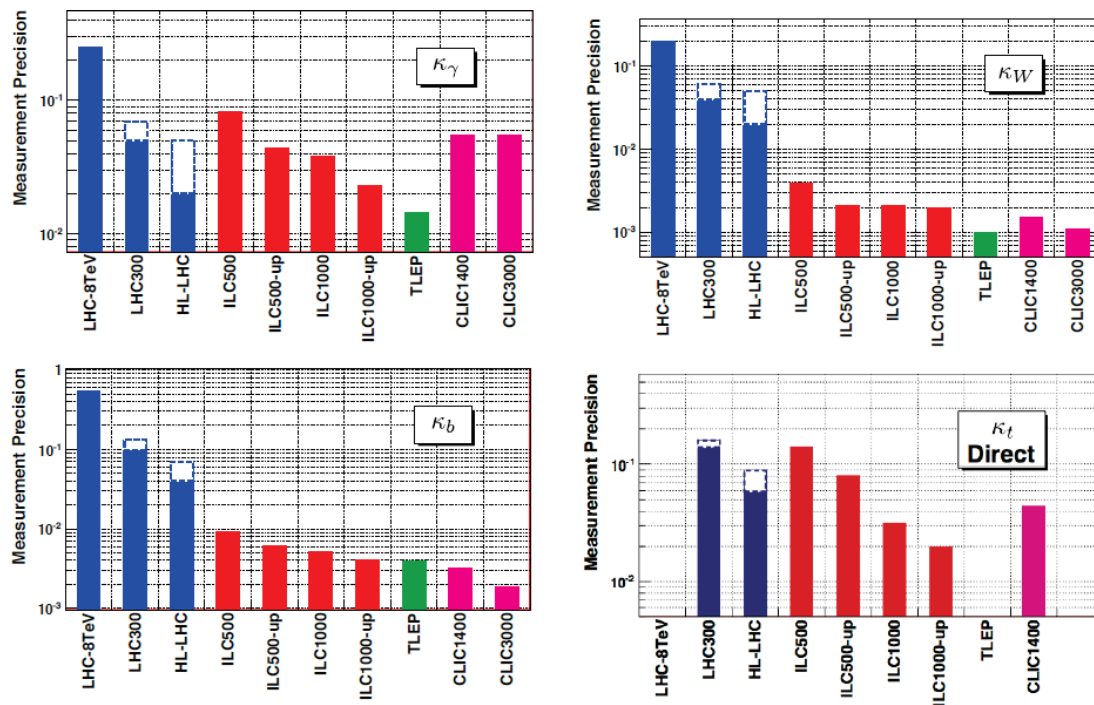 Measurement Precision
10⁻¹
10⁻²
κγ
LHC-8TeV
LHC300
HL-LHC
ILC500
ILC500-up
ILC1000
ILC1000-up
TLEP
CLIC1400
CLIC3000
Measurement Precision
10⁻¹
10⁻²
10⁻³
κW
LHC-8TeV
LHC300
HL-LHC
ILC500
ILC500-up
ILC1000
ILC1000-up
TLEP
CLIC1400
CLIC3000
Measurement Precision
1
10⁻¹
10⁻²
10⁻³
κb
LHC-8TeV
LHC300
HL-LHC
ILC500
ILC500-up
ILC1000
ILC1000-up
TLEP
CLIC1400
CLIC3000
Measurement Precision
10⁻¹
10⁻²
κt
Direct
LHC-8TeV
LHC300
HL-LHC
ILC500
ILC500-up
ILC1000
ILC1000-up
TLEP
CLIC1400